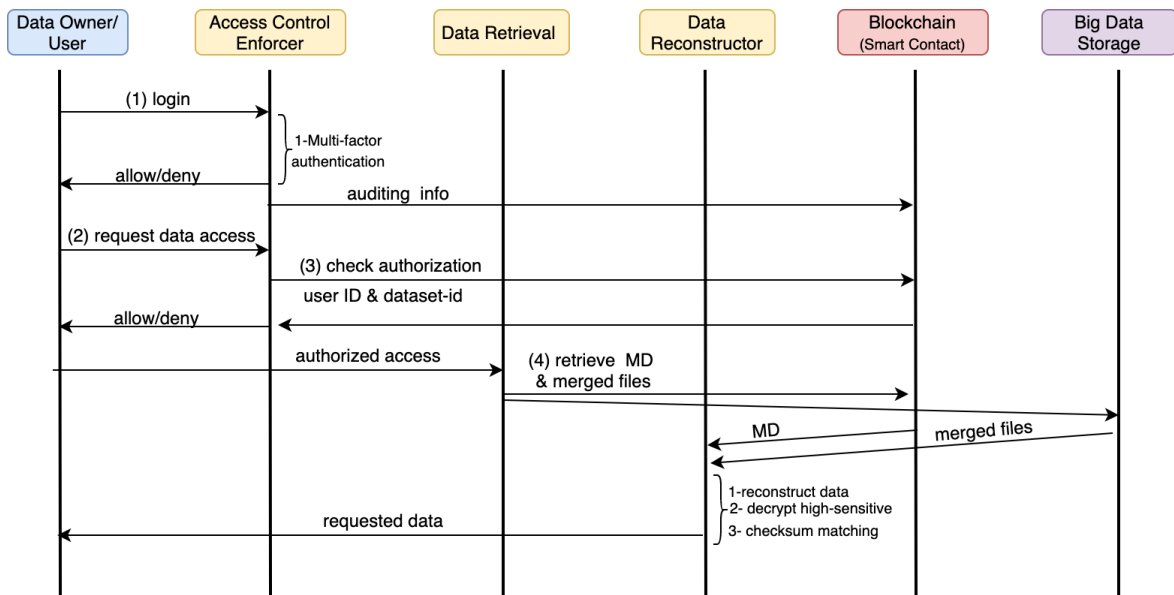 Data Owner/
User
Access Control
Enforcer
Data Retrieval
Data
Reconstructor
Blockchain
(Smart Contact)
Big Data
Storage
(1) login
1-Multi-factor
authentication
allow/deny
auditing info
(2) request data access
(3) check authorization
user ID & dataset-id
allow/deny
authorized access
(4) retrieve MD
& merged files
MD
merged files
1-reconstruct data
2- decrypt high-sensitive
3- checksum matching
requested data